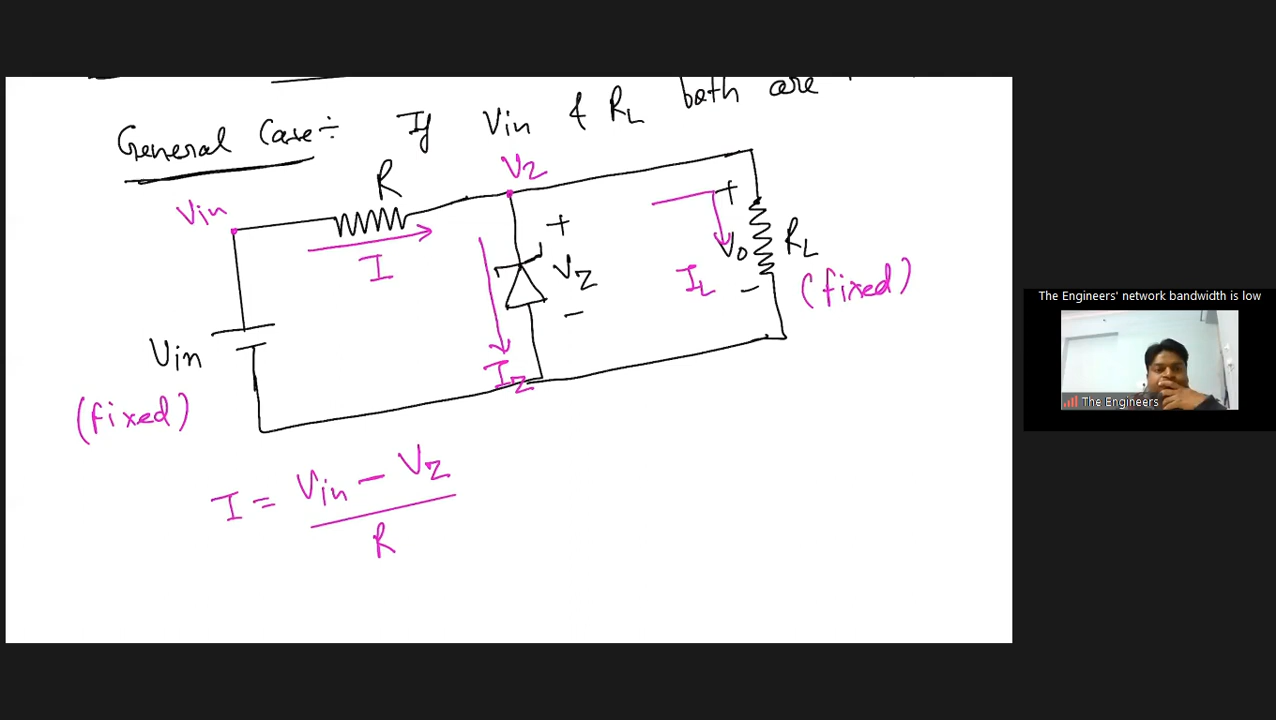 General Case÷ If Vin & RL both are
R
VZ
Vin
+
+
I
VZ
VO
RL
IL
(fixed)
-
-
Vin
IZ
(fixed)
I = Vin - VZ
R
The Engineers' network bandwidth is low
The Engineers